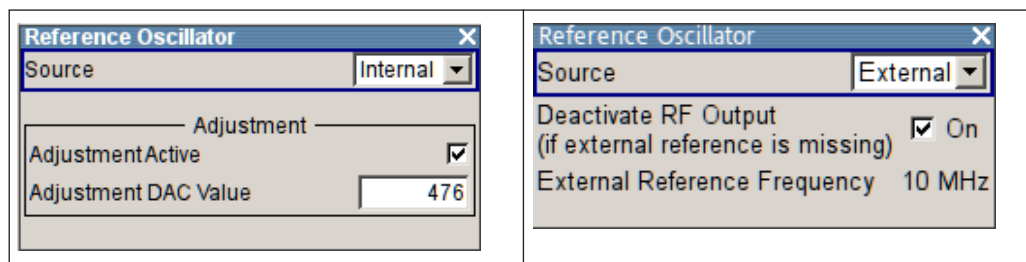 Reference Oscillator
Source Internal
Adjustment
Adjustment Active
Adjustment DAC Value 476
Reference Oscillator
Source External
Deactivate RF Output
(if external reference is missing) On
External Reference Frequency 10 MHz